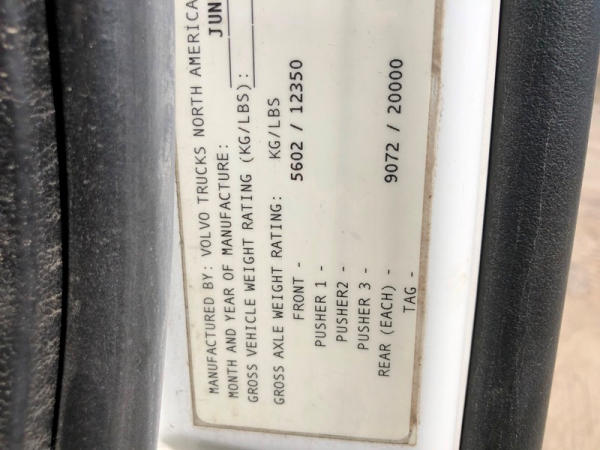 MANUFACTURED BY: VOLVO TRUCKS NORTH AMERICA
MONTH AND YEAR OF MANUFACTURE: JUN
GROSS VEHICLE WEIGHT RATING (KG/LBS):
GROSS AXLE WEIGHT RATING: KG/LBS
FRONT - 5602 / 12350
PUSHER 1 -
PUSHER2 -
PUSHER 3 -
REAR (EACH) - 9072 / 20000
TAG -